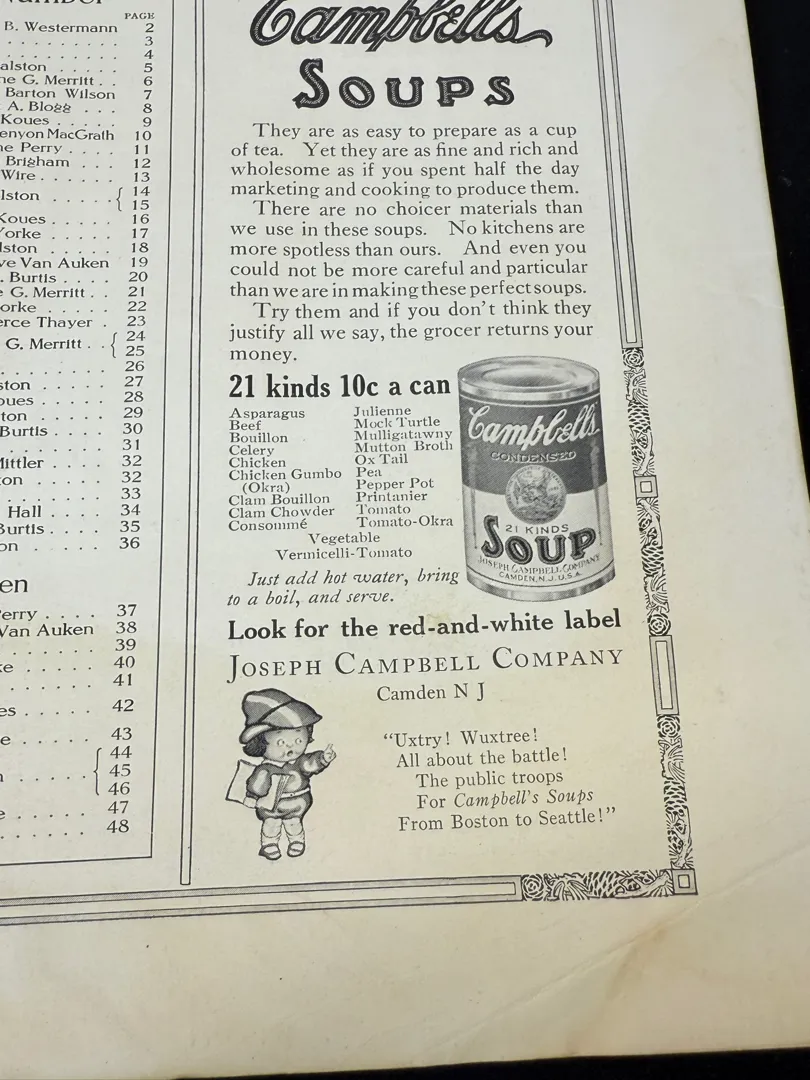 PAGE
B. Westermann 2
. . . . . . . . . 3
. . . . . . . . . 4
alston . . . . . 5
ne G. Merritt . . 6
Barton Wilson 7
A. Blogg . . . 8
Koues . . . . . 9
enyon MacGrath 10
ne Perry . . . . 11
Brigham . . . 12
Wire . . . . . . 13
lston . . . . . { 14
15
Koues . . . . . 16
Yorke . . . . . 17
lston . . . . . 18
ve Van Auken 19
. Burtis . . . . 20
e G. Merritt . . 21
orke . . . . . 22
erce Thayer . 23
G. Merritt . . { 24
25
. . . . . . . . 26
ston . . . . . 27
oues . . . . . 28
ton . . . . . 29
Burtis . . . . 30
. . . . . . . . 31
Mittler . . . . 32
on . . . . . 32
. . . . . . . . 33
Hall . . . . 34
Burtis . . . . 35
on . . . . . 36
en
Perry . . . . 37
Van Auken 38
. . . . . . . 39
ke . . . . . 40
. . . . . . . 41
es . . . . . 42
e . . . . . 43
44
n . . . . . { 45
46
e . . . . . 47
. . . . . . . 48
Campbell's
SOUPS
They are as easy to prepare as a cup
of tea. Yet they are as fine and rich and
wholesome as if you spent half the day
marketing and cooking to produce them.
There are no choicer materials than
we use in these soups. No kitchens are
more spotless than ours. And even you
could not be more careful and particular
than we are in making these perfect soups.
Try them and if you don't think they
justify all we say, the grocer returns your
money.
21 kinds 10c a can
Asparagus
Beef
Bouillon
Celery
Chicken
Chicken Gumbo
(Okra)
Clam Bouillon
Clam Chowder
Consommé
Julienne
Mock Turtle
Mulligatawny
Mutton Broth
Ox Tail
Pea
Pepper Pot
Printanier
Tomato
Tomato-Okra
Vegetable
Vermicelli-Tomato
Campbell's
CONDENSED
21 KINDS
SOUP
JOSEPH CAMPBELL COMPANY
CAMDEN, N.J. U.S.A.
Just add hot water, bring
to a boil, and serve.
Look for the red-and-white label
JOSEPH CAMPBELL COMPANY
Camden N J
“Uxtry! Wuxtree!
All about the battle!
The public troops
For Campbell's Soups
From Boston to Seattle!”